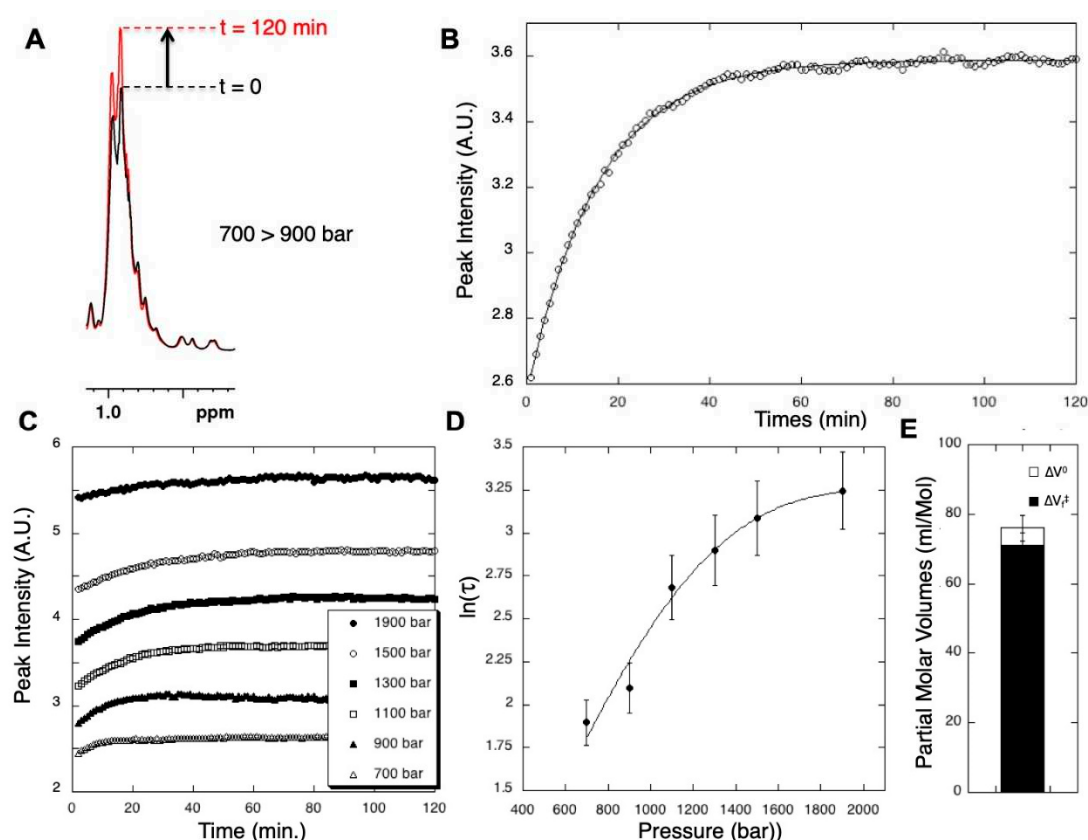 A
t = 120 min
t = 0
700 > 900 bar
1.0
ppm
B
Peak Intensity (A.U.)
3.6
3.4
3.2
3
2.8
2.6
0
20
40
60
80
100
120
Times (min)
C
Peak Intensity (A.U.)
6
5
4
3
2
1900 bar
1500 bar
1300 bar
1100 bar
900 bar
700 bar
0
20
40
60
80
100
120
Time (min.)
D
ln(τ)
3.5
3.25
3
2.75
2.5
2.25
2
1.75
1.5
400
600
800
1000
1200
1400
1600
1800
2000
Pressure (bar))
E
Partial Molar Volumes (ml/Mol)
100
80
60
40
20
0
ΔV⁰
ΔVf‡